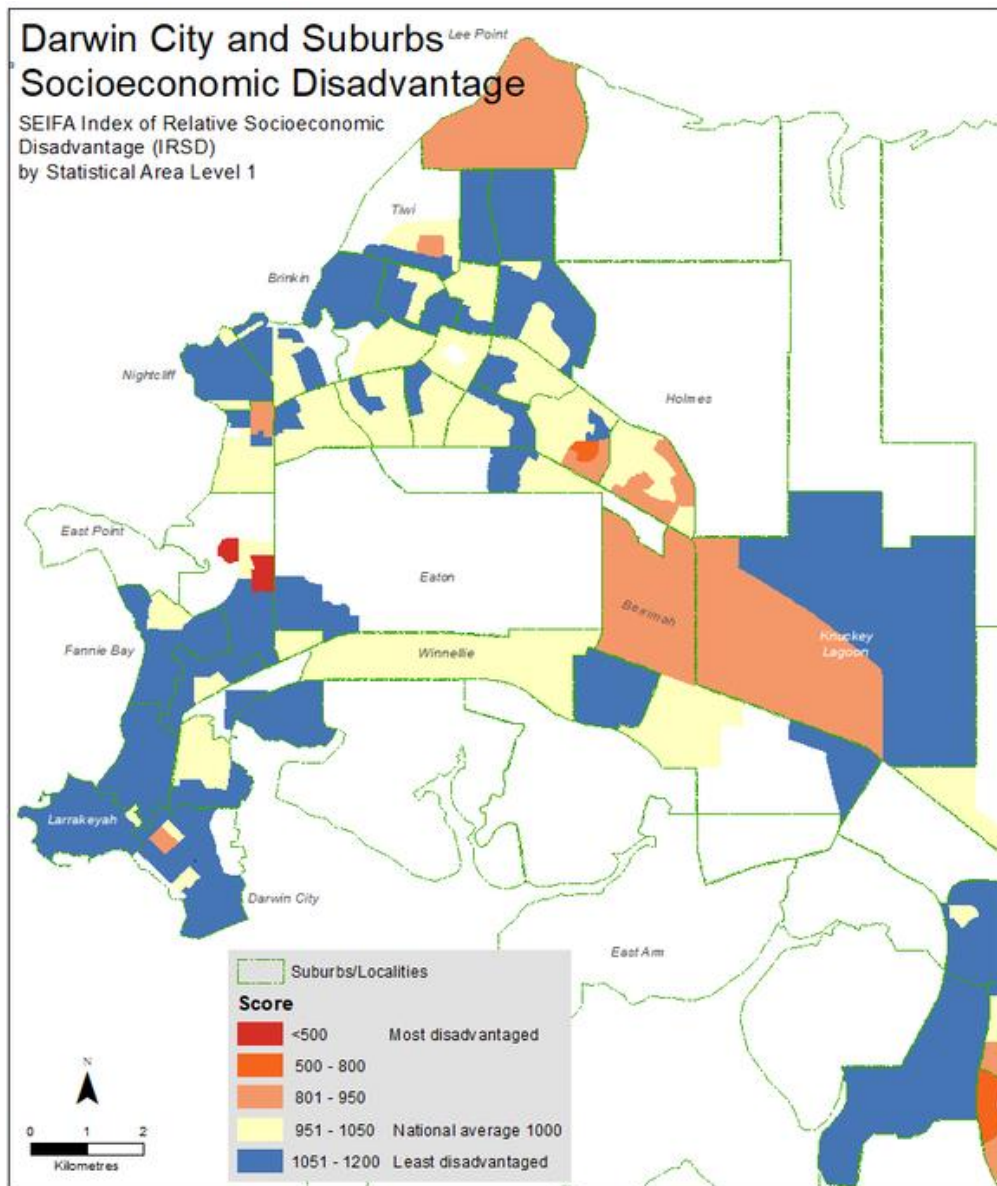 Darwin City and Suburbs
Socioeconomic Disadvantage
SEIFA Index of Relative Socioeconomic
Disadvantage (IRSD)
by Statistical Area Level 1
Lee Point
Tiwi
Brinkin
Nightcliff
Holmes
East Point
Eaton
Berrimah
Fannie Bay
Winnellie
Knuckey
Lagoon
Larrakeyah
Darwin City
East Arm
Suburbs/Localities
Score
<500 Most disadvantaged
500 - 800
801 - 950
951 - 1050 National average 1000
1051 - 1200 Least disadvantaged
N
0 1 2
Kilometres